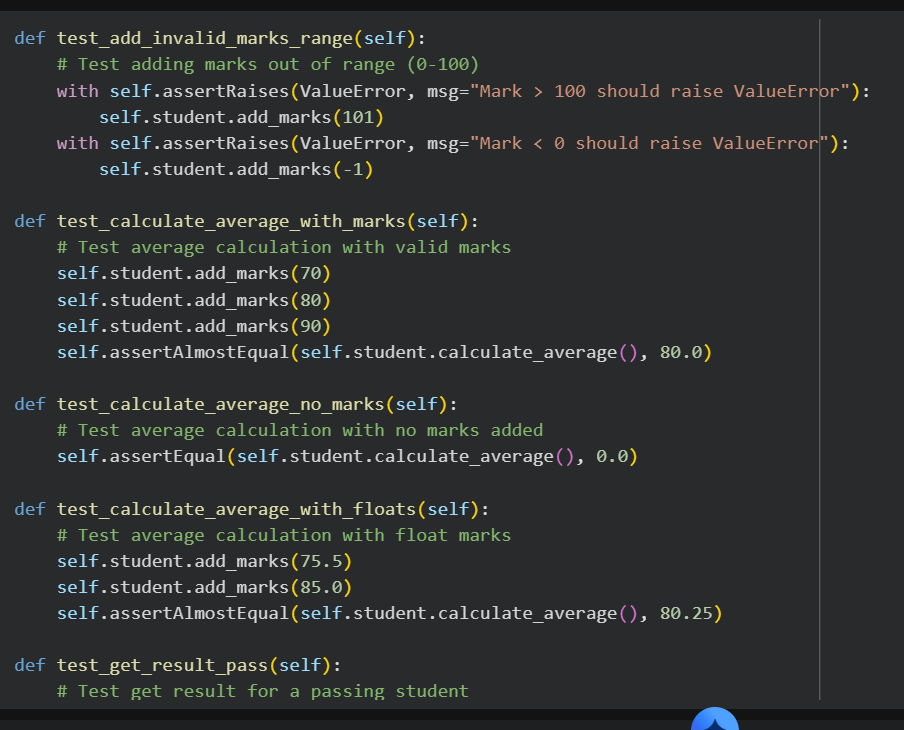 def test_add_invalid_marks_range(self):
    # Test adding marks out of range (0-100)
    with self.assertRaises(ValueError, msg="Mark > 100 should raise ValueError"):
        self.student.add_marks(101)
    with self.assertRaises(ValueError, msg="Mark < 0 should raise ValueError"):
        self.student.add_marks(-1)

def test_calculate_average_with_marks(self):
    # Test average calculation with valid marks
    self.student.add_marks(70)
    self.student.add_marks(80)
    self.student.add_marks(90)
    self.assertAlmostEqual(self.student.calculate_average(), 80.0)

def test_calculate_average_no_marks(self):
    # Test average calculation with no marks added
    self.assertEqual(self.student.calculate_average(), 0.0)

def test_calculate_average_with_floats(self):
    # Test average calculation with float marks
    self.student.add_marks(75.5)
    self.student.add_marks(85.0)
    self.assertAlmostEqual(self.student.calculate_average(), 80.25)

def test_get_result_pass(self):
    # Test get result for a passing student